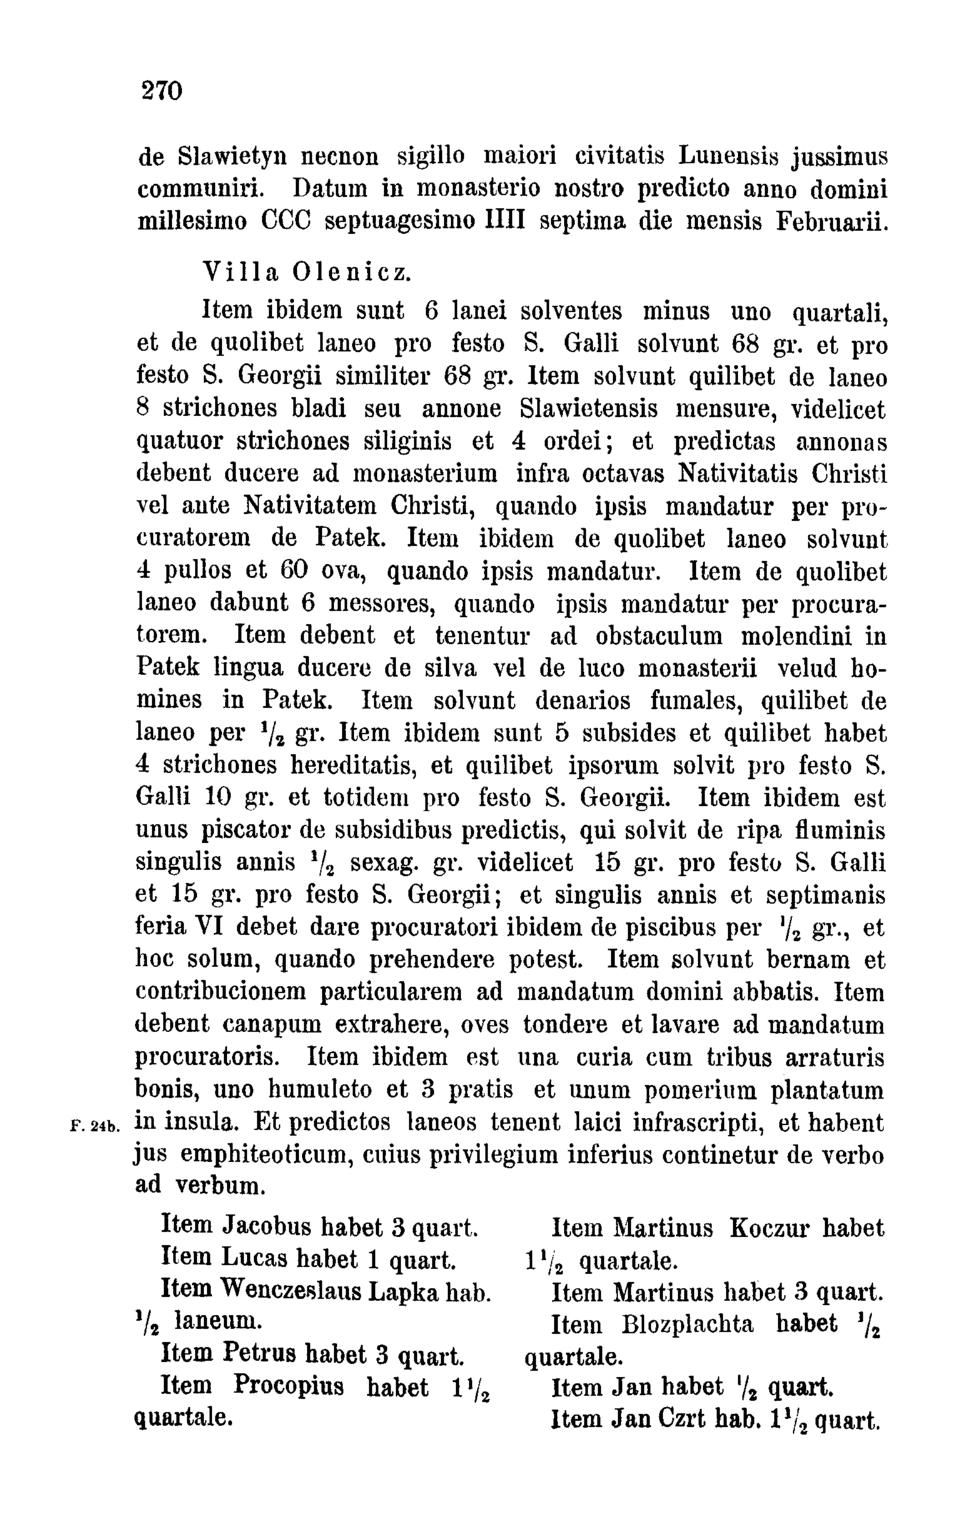 270
de Slawietyn necnon sigillo maiori civitatis Lunensis jussimus
communiri. Datum in monasterio nostro predicto anno domini
millesimo CCC septuagesimo IIII septima die mensis Februarii.
Villa Olenicz.
Item ibidem sunt 6 lanei solventes minus uno quartali,
et de quolibet laneo pro festo S. Galli solvunt 68 gr. et pro
festo S. Georgii similiter 68 gr. Item solvunt quilibet de laneo
8 strichones bladi seu annone Slawietensis mensure, videlicet
quatuor strichones siliginis et 4 ordei; et predictas annonas
debent ducere ad monasterium infra octavas Nativitatis Christi
vel ante Nativitatem Christi, quando ipsis mandatur per pro-
curatorem de Patek. Item ibidem de quolibet laneo solvunt
4 pullos et 60 ova, quando ipsis mandatur. Item de quolibet
laneo dabunt 6 messores, quando ipsis mandatur per procura-
torem. Item debent et tenentur ad obstaculum molendini in
Patek lingua ducere de silva vel de luco monasterii velud ho-
mines in Patek. Item solvunt denarios fumales, quilibet de
laneo per 1/2 gr. Item ibidem sunt 5 subsides et quilibet habet
4 strichones hereditatis, et quilibet ipsorum solvit pro festo S.
Galli 10 gr. et totidem pro festo S. Georgii. Item ibidem est
unus piscator de subsidibus predictis, qui solvit de ripa fluminis
singulis annis 1/2 sexag. gr. videlicet 15 gr. pro festo S. Galli
et 15 gr. pro festo S. Georgii; et singulis annis et septimanis
feria VI debet dare procuratori ibidem de piscibus per 1/2 gr., et
hoc solum, quando prehendere potest. Item solvunt bernam et
contribucionem particularem ad mandatum domini abbatis. Item
debent canapum extrahere, oves tondere et lavare ad mandatum
procuratoris. Item ibidem est una curia cum tribus arraturis
bonis, uno humuleto et 3 pratis et unum pomerium plantatum
F. 24b. in insula. Et predictos laneos tenent laici infrascripti, et habent
jus emphiteoticum, cuius privilegium inferius continetur de verbo
ad verbum.
Item Jacobus habet 3 quart.
Item Lucas habet 1 quart.
Item Wenczeslaus Lapka hab.
1/2 laneum.
Item Petrus habet 3 quart.
Item Procopius habet 1 1/2
quartale.
Item Martinus Koczur habet
1 1/2 quartale.
Item Martinus habet 3 quart.
Item Blozplachta habet 1/2
quartale.
Item Jan habet 1/2 quart.
Item Jan Czrt hab. 1 1/2 quart.